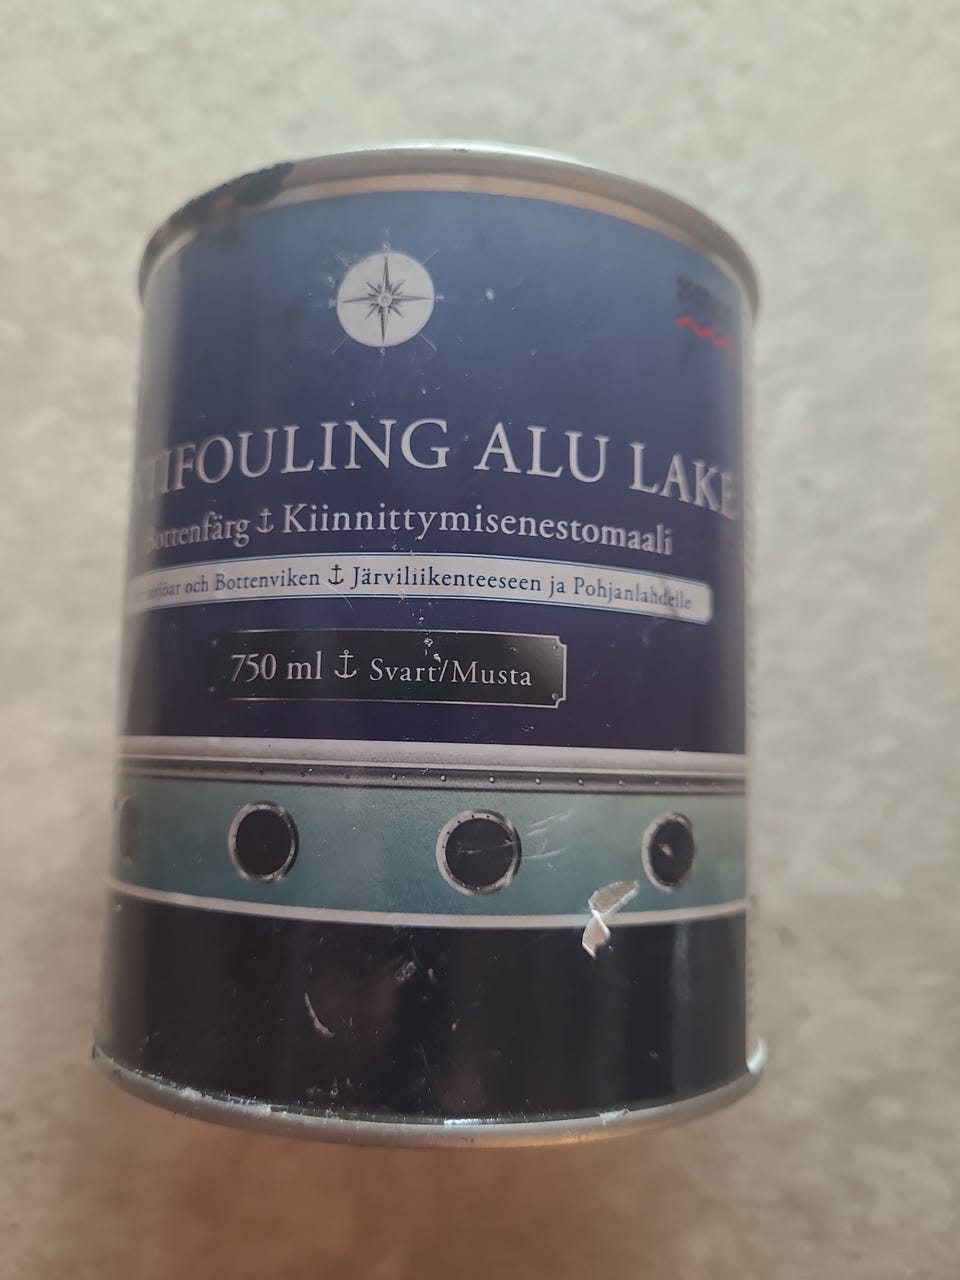 TIFOULING ALU LAKE
Bottenfärg ⚓ Kiinnittymisenestomaali
och Bottenviken ⚓ Järviliikenteeseen ja Pohjanlahdelle
750 ml ⚓ Svart/Musta